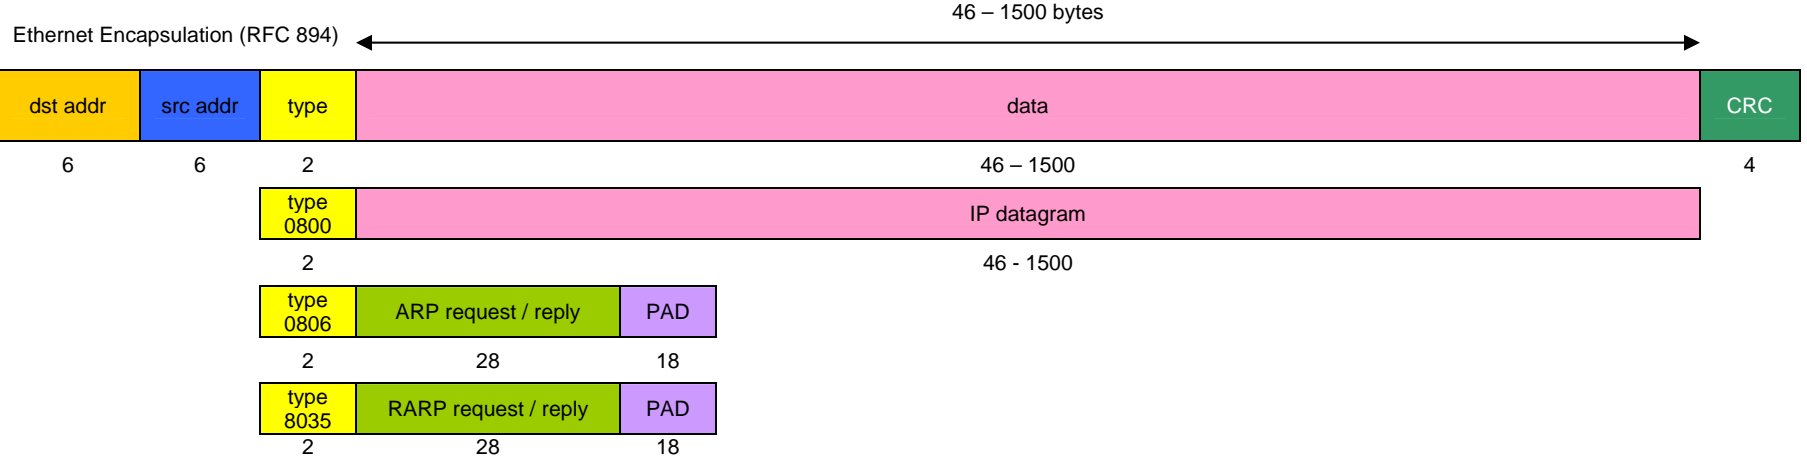 46 – 1500 bytes
Ethernet Encapsulation (RFC 894)
dst addr src addr type data CRC
6 6 2 46 – 1500 4
type
0800
IP datagram
2 46 - 1500
type
0806
ARP request / reply PAD
2 28 18
type
8035
RARP request / reply PAD
2 28 18